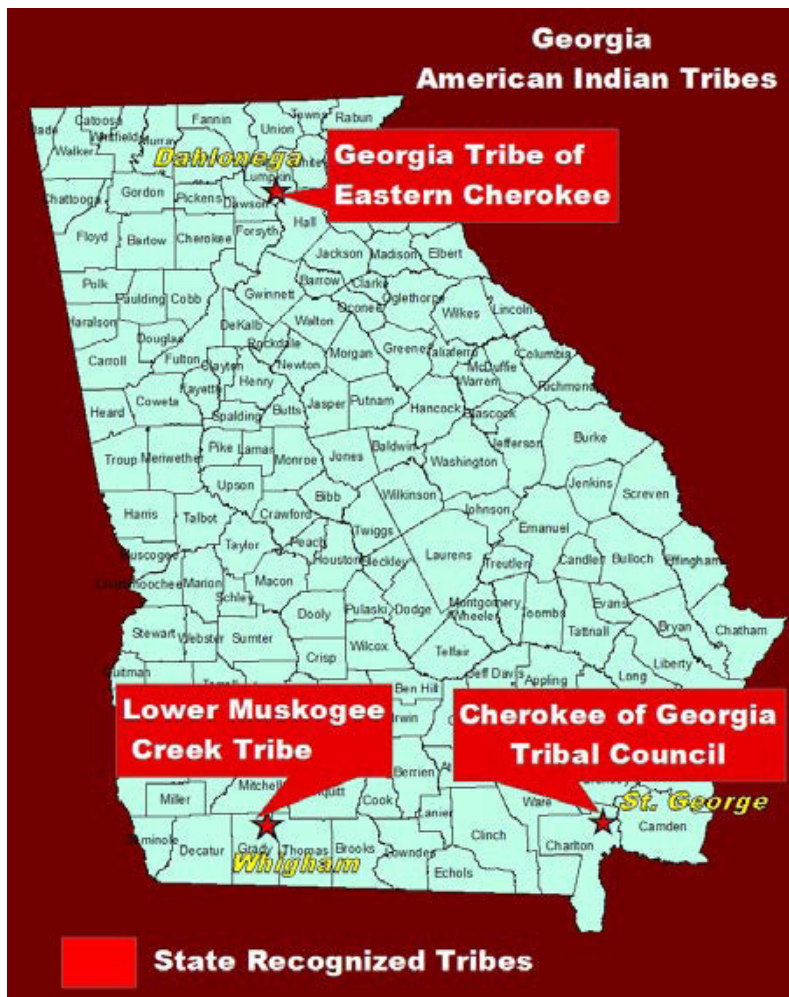 Georgia
American Indian Tribes
Fannin
Towns
Rabun
Catoosa
Union
Murray
Walker
Dahlonega
Lumpkin
Georgia Tribe of
Eastern Cherokee
Chattooga
Gordon
Pickens
Dawson
Hall
Floyd
Bartow
Cherokee
Forsyth
Jackson
Madison
Elbert
Polk
Paulding
Cobb
Gwinnett
Barrow
Clarke
Oglethorpe
Oconee
Wilkes
Lincoln
Haralson
Douglas
DeKalb
Walton
Rockdale
Carroll
Fulton
Clayton
Newton
Morgan
Greene
Taliaferro
McDuffie
Columbia
Warren
Richmond
Fayette
Henry
Heard
Coweta
Spalding
Butts
Jasper
Putnam
Hancock
Glascock
Jefferson
Burke
Troup
Meriwether
Pike
Lamar
Monroe
Jones
Baldwin
Washington
Upson
Bibb
Wilkinson
Jenkins
Screven
Harris
Talbot
Crawford
Twiggs
Johnson
Emanuel
Muscogee
Taylor
Peach
Houston
Bleckley
Laurens
Treutlen
Candler
Bulloch
Effingham
Marion
Schley
Macon
Dooly
Pulaski
Dodge
Montgomery
Wheeler
Toombs
Evans
Tattnall
Bryan
Chatham
Stewart
Webster
Sumter
Crisp
Wilcox
Telfair
Liberty
Long
Jeff Davis
Appling
Ben Hill
Lower Muskogee
Creek Tribe
Cherokee of Georgia
Tribal Council
Irwin
Berrien
Miller
Mitchell
Cook
Lanier
Ware
St. George
Camden
Decatur
Grady
Thomas
Brooks
Lowndes
Clinch
Charlton
Echols
Whigham
State Recognized Tribes